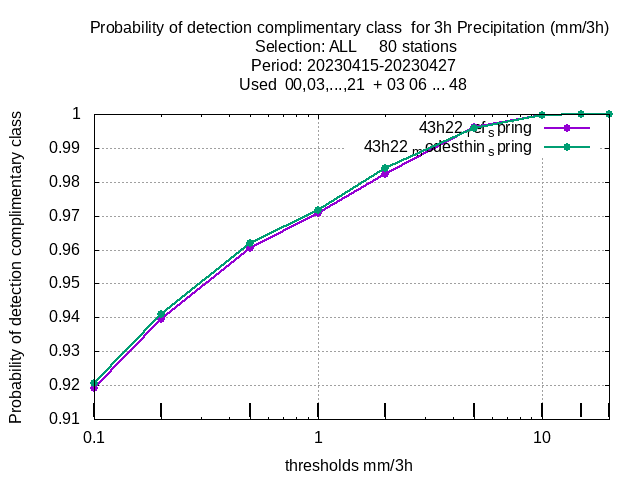 Probability of detection complimentary class  for 3h Precipitation (mm/3h)
Selection: ALL     80 stations
Period: 20230415-20230427
Used  00,03,...,21  + 03 06 ... 48
Probability of detection complimentary class
1
0.99
0.98
0.97
0.96
0.95
0.94
0.93
0.92
0.91
43h22_ref_spring
43h22_modesthin_spring
0.1
1
10
thresholds mm/3h